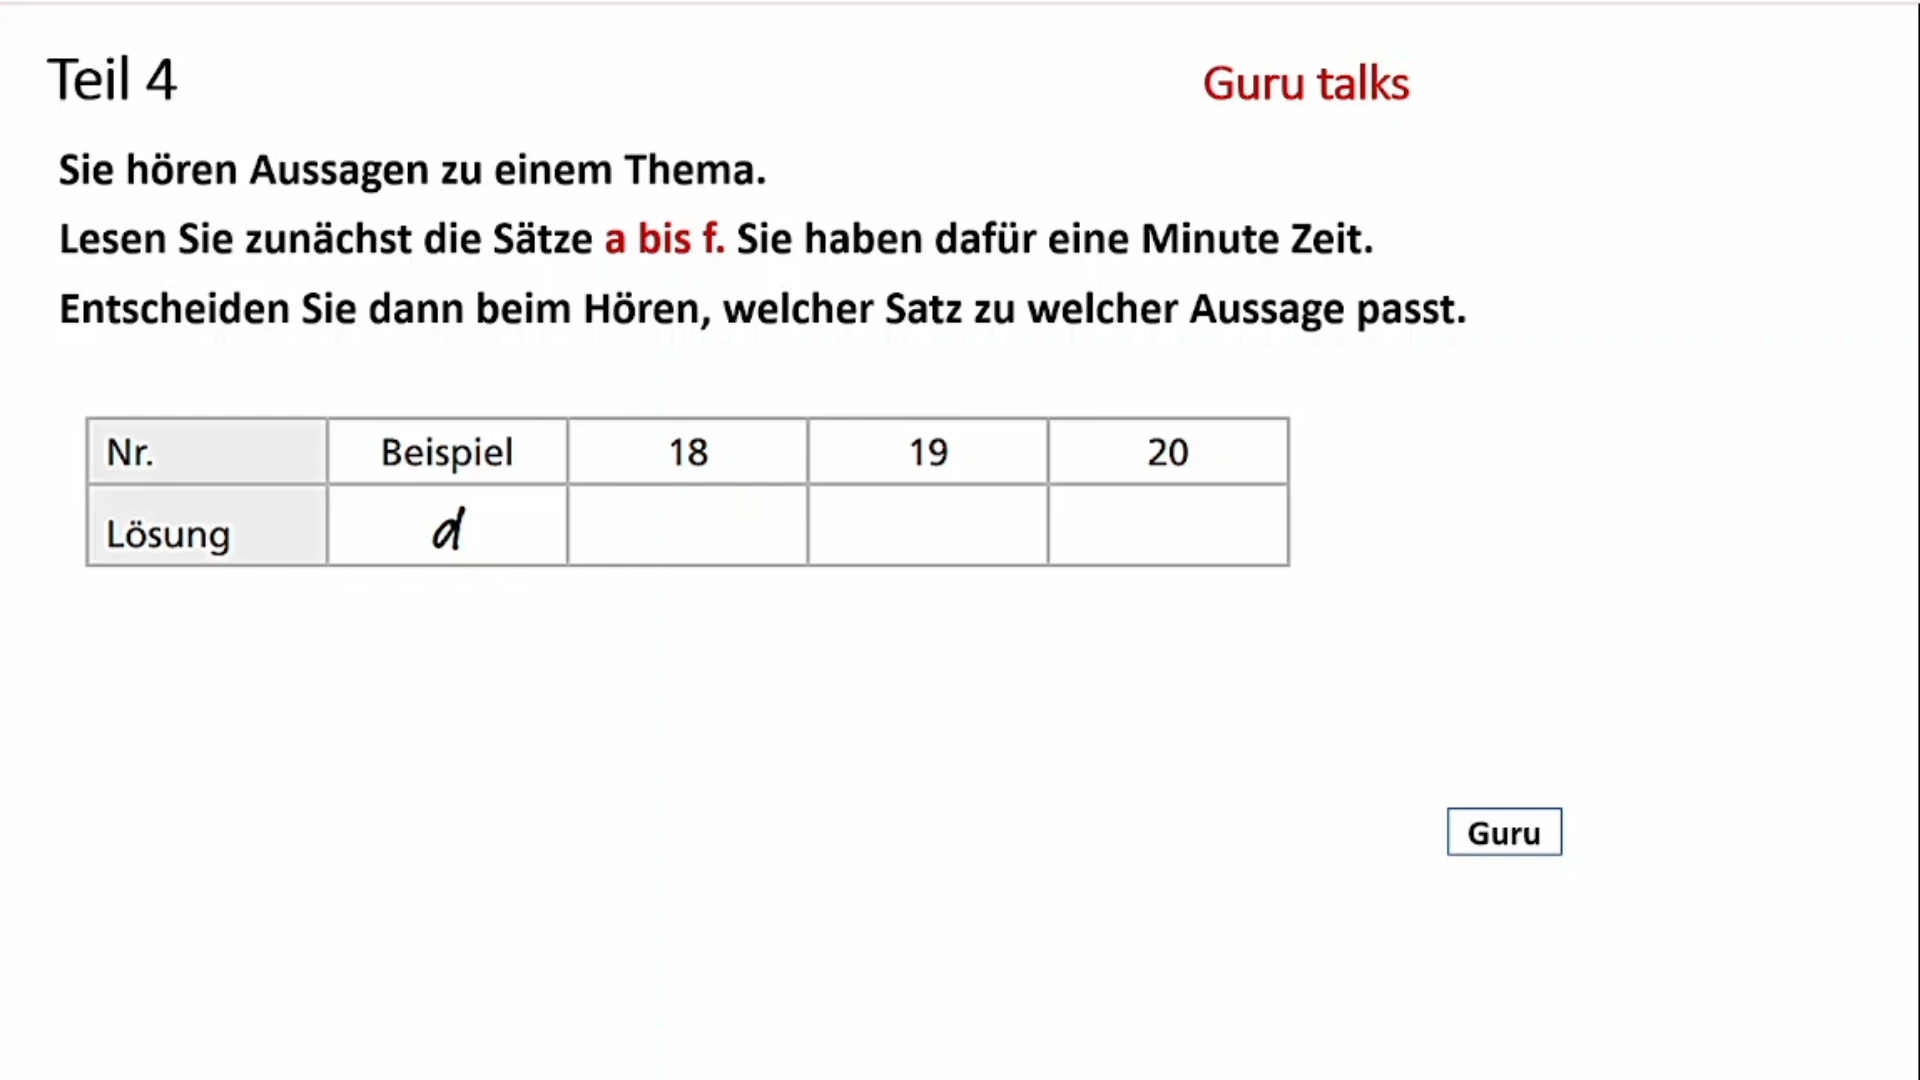 Teil 4
Guru talks
Sie hören Aussagen zu einem Thema.
Lesen Sie zunächst die Sätze a bis f. Sie haben dafür eine Minute Zeit.
Entscheiden Sie dann beim Hören, welcher Satz zu welcher Aussage passt.
Nr. Beispiel 18 19 20
Lösung d
Guru